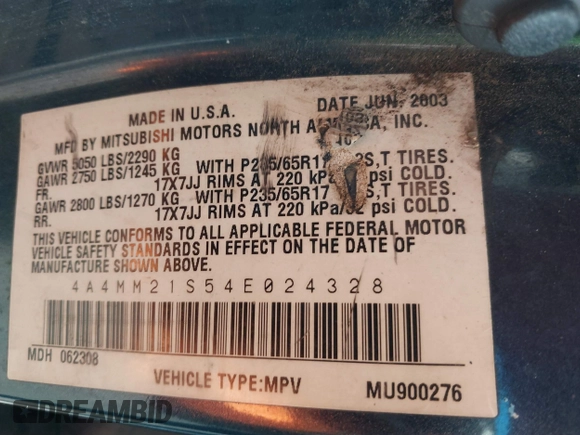 MADE IN U.S.A. DATE JUN, 2003
MFD BY MITSUBISHI MOTORS NORTH INC.
GVWR 5050 LBS/2290 KG
GAWR 2750 LBS/1245 KG WITH P235/65R17 S,T TIRES.
FR. 17X7JJ RIMS AT 220 psi COLD.
GAWR 2800 LBS/1270 KG WITH P235/65R17 S,T TIRES.
RR. 17X7JJ RIMS AT 220 kPa/32 psi COLD.
THIS VEHICLE CONFORMS TO ALL APPLICABLE FEDERAL MOTOR
VEHICLE SAFETY STANDARDS IN EFFECT ON THE DATE OF
MANUFACTURE SHOWN ABOVE.
4A4MM21S54E024328
MDH 062308
VEHICLE TYPE:MPV MU900276
DREAMBID